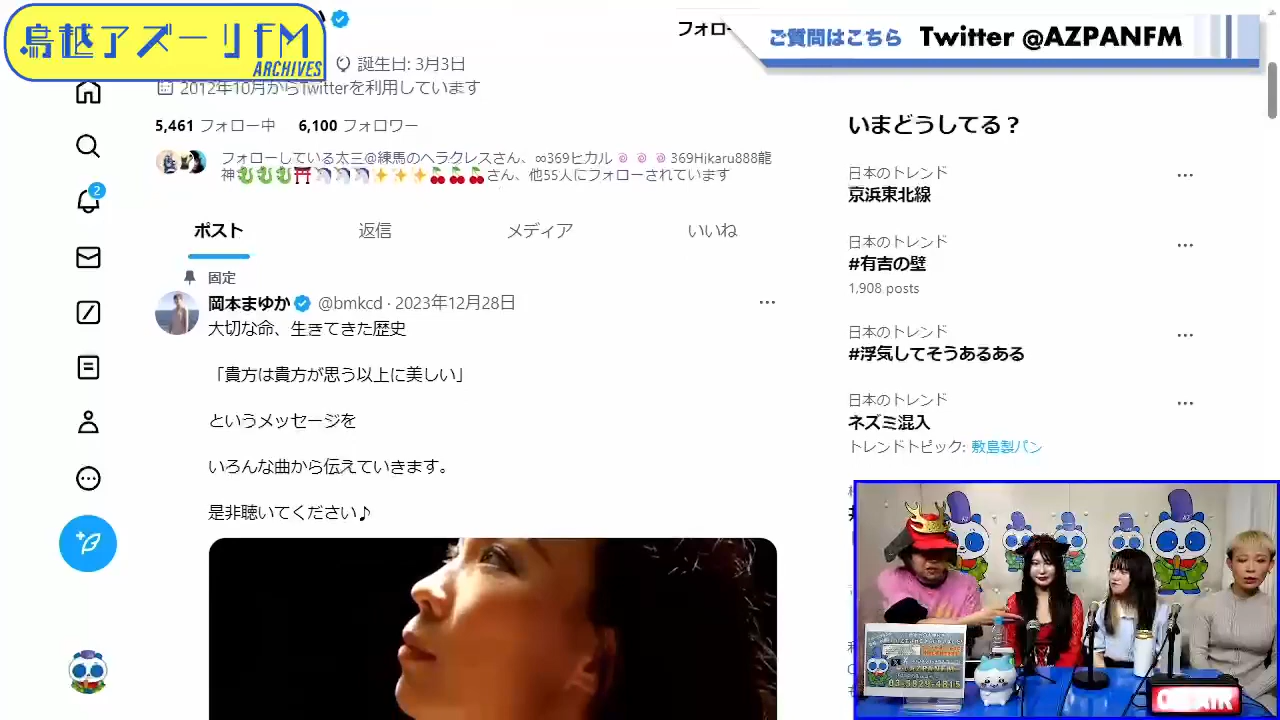 鳥越アズーリFM
ARCHIVES
ご質問はこちら Twitter @AZPANFM
フォロー
誕生日: 3月3日
2012年10月からTwitterを利用しています
5,461 フォロー中 6,100 フォロワー
フォローしている太三@練馬のヘラクレスさん、∞369ヒカル🍥🍥🍥369Hikaru888龍
神🐉🐉🐉⛩🦄🦄🦄✨✨✨🍒🍒🍒さん、他55人にフォローされています
ポスト 返信 メディア いいね
固定
岡本まゆか @bmkcd · 2023年12月28日
大切な命、生きてきた歴史
「貴方は貴方が思う以上に美しい」
というメッセージを
いろんな曲から伝えていきます。
是非聴いてください♪
2
いまどうしてる？
日本のトレンド
京浜東北線
日本のトレンド
#有吉の壁
1,908 posts
日本のトレンド
#浮気してそうあるある
日本のトレンド
ネズミ混入
トレンドトピック: 敷島製パン
AZPANFM
03-5829-4815